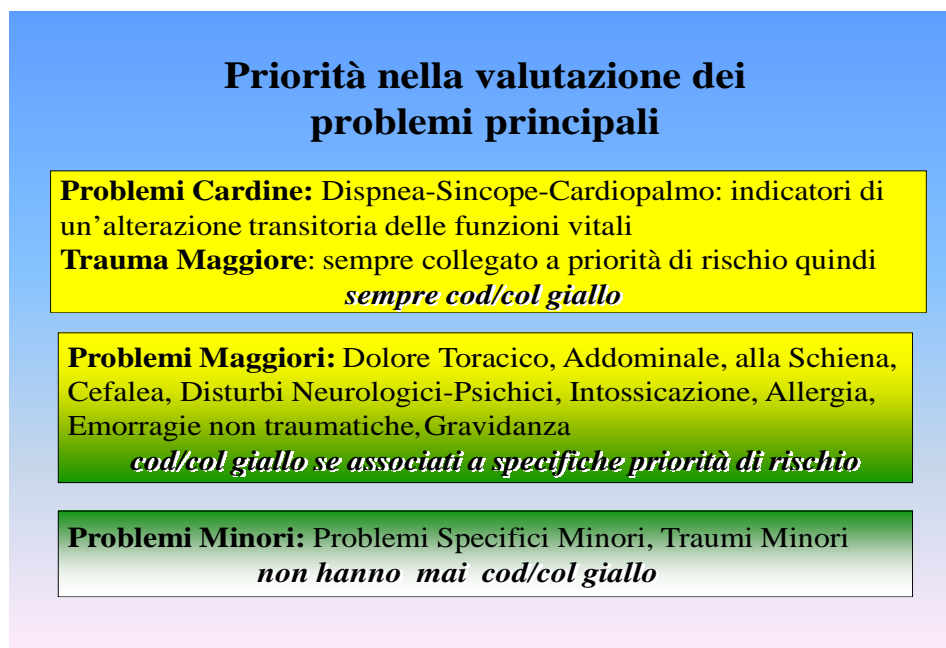 Priorità nella valutazione dei
problemi principali
Problemi Cardine: Dispnea-Sincope-Cardiopalmo: indicatori di
un’alterazione transitoria delle funzioni vitali
Trauma Maggiore: sempre collegato a priorità di rischio quindi
sempre cod/col giallo
Problemi Maggiori: Dolore Toracico, Addominale, alla Schiena,
Cefalea, Disturbi Neurologici-Psichici, Intossicazione, Allergia,
Emorragie non traumatiche, Gravidanza
cod/col giallo se associati a specifiche priorità di rischio
Problemi Minori: Problemi Specifici Minori, Traumi Minori
non hanno mai cod/col giallo